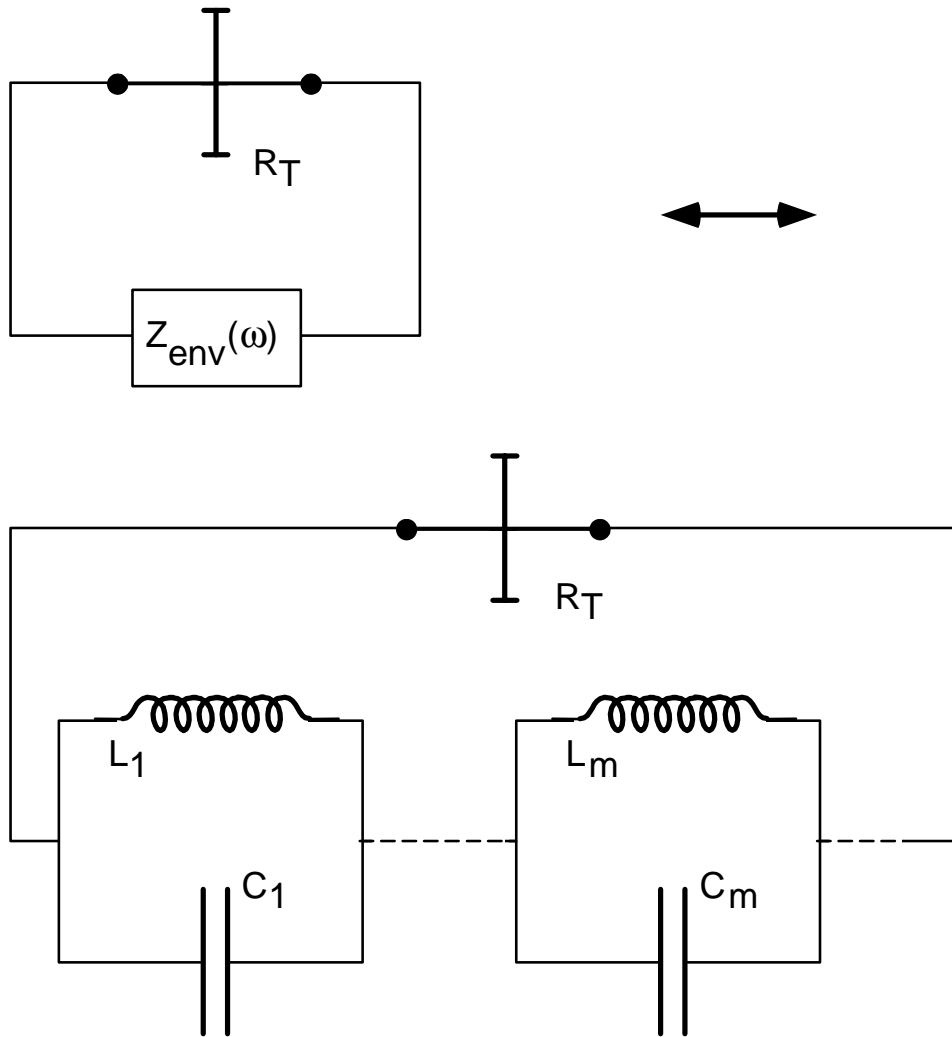 R_T
Z_env(ω)
R_T
L_1
L_m
C_1
C_m